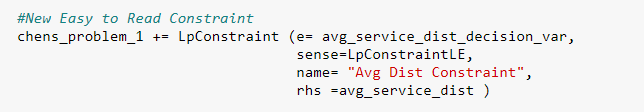 #New Easy to Read Constraint
chens_problem_1 += LpConstraint (e= avg_service_dist_decision_var,
sense=LpConstraintLE,
name= "Avg Dist Constraint",
rhs =avg_service_dist )